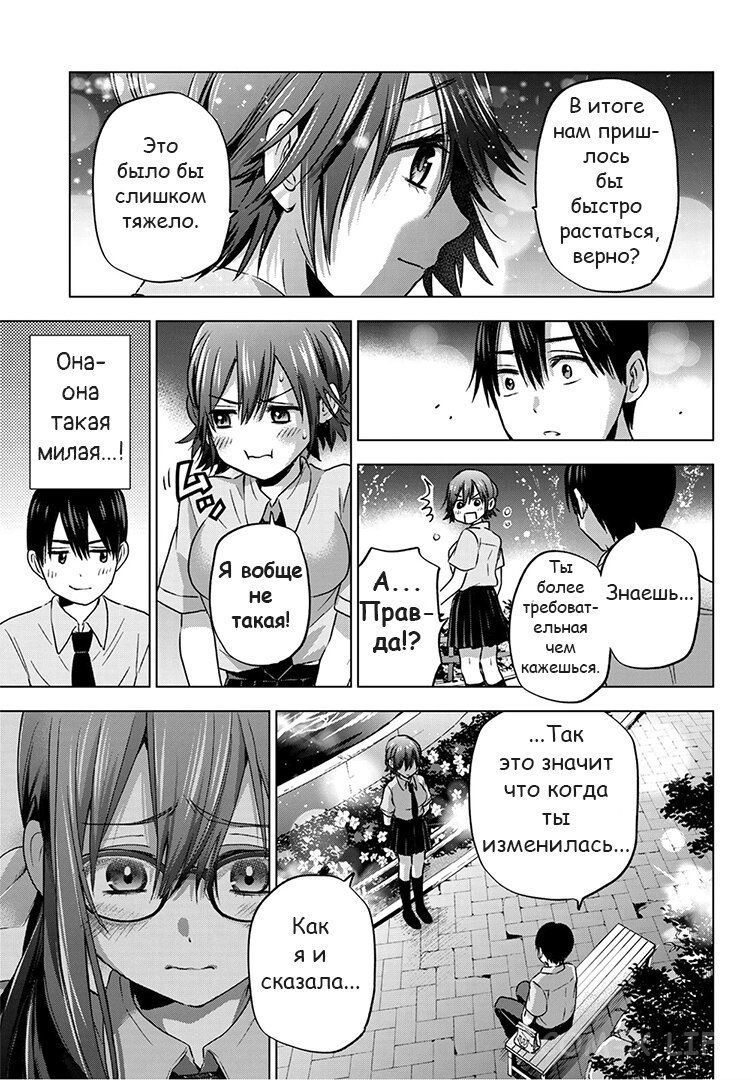 В итоге
нам приш-
лось
бы
быстро
растаться,
верно?
Это
было бы
слишком
тяжело.
Знаешь...
Ты
более
требоват-
ельная
чем
кажешься.
А...
Прав-
да!?
Я вобще
не
такая!
Она-
она
такая
милая...!
...Так
это значит
что когда
ты
изменилась...
Как
я и
сказала...